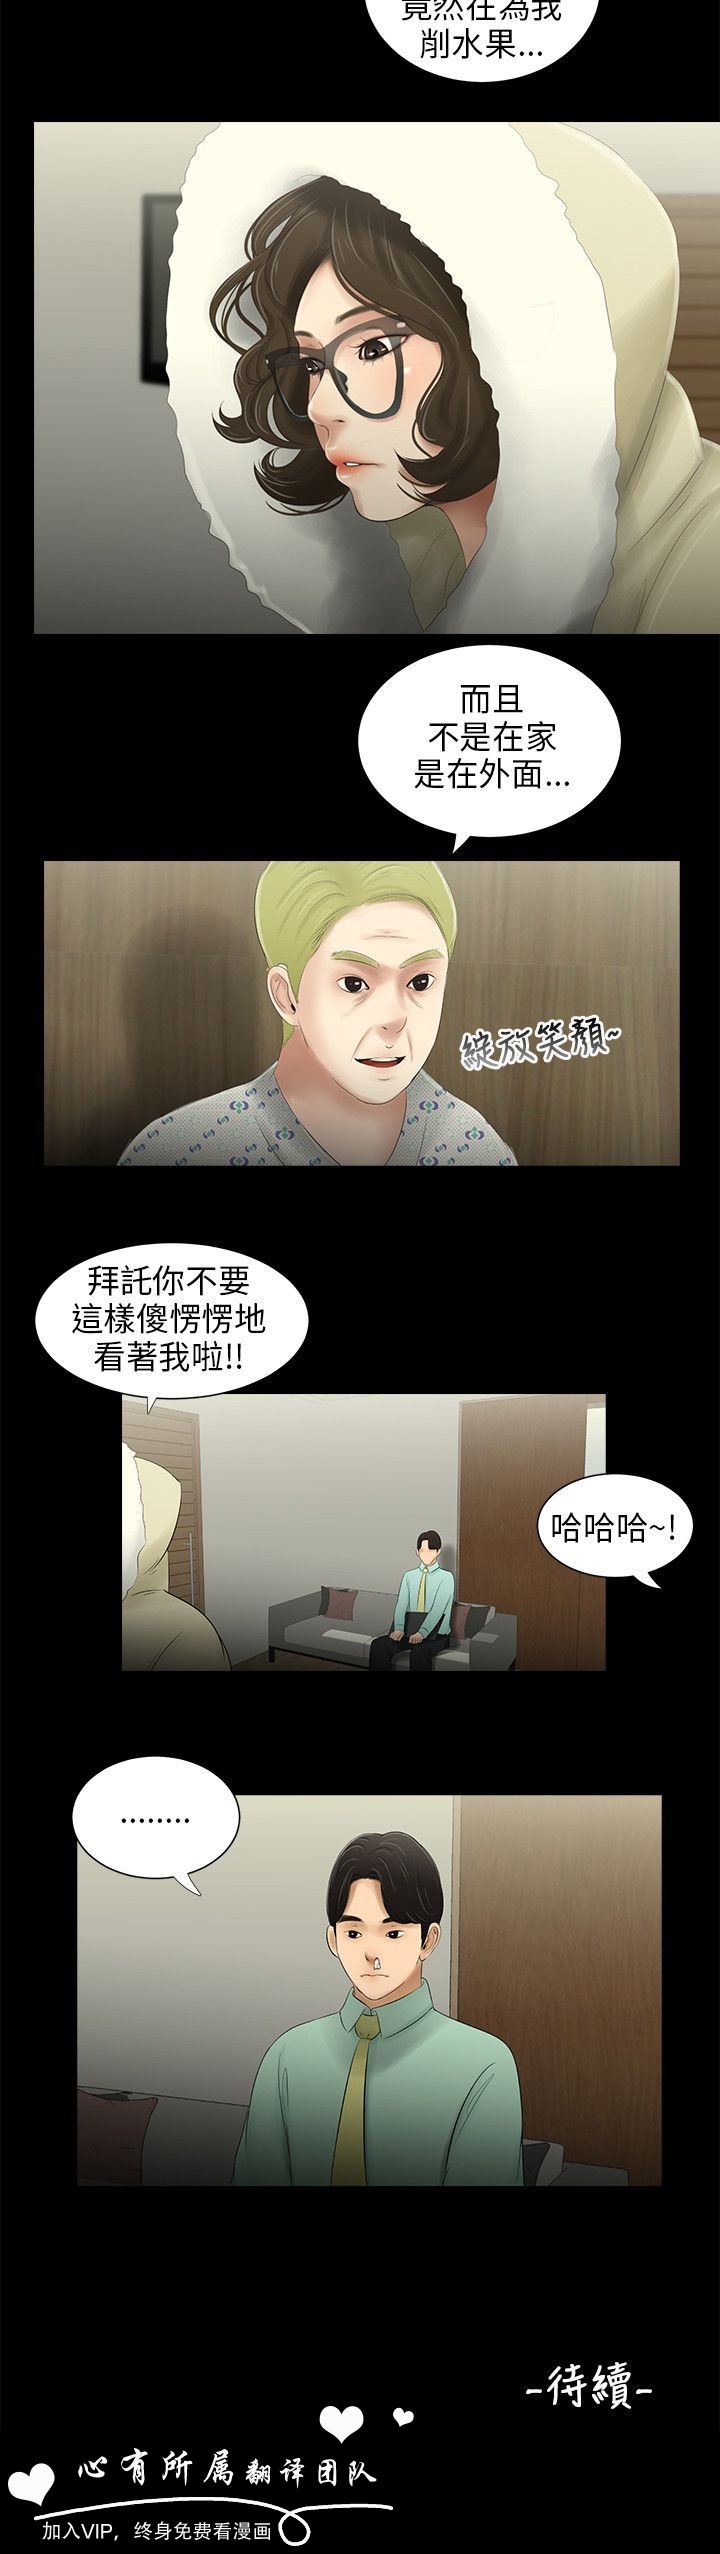 竟然在為我
削水果...
而且
不是在家
是在外面...
綻放笑顏~
拜託你不要
這樣傻愣愣地
看著我啦!!
哈哈哈~!
........
-待續-
心有所属翻译团队
加入VIP，终身免费看漫画